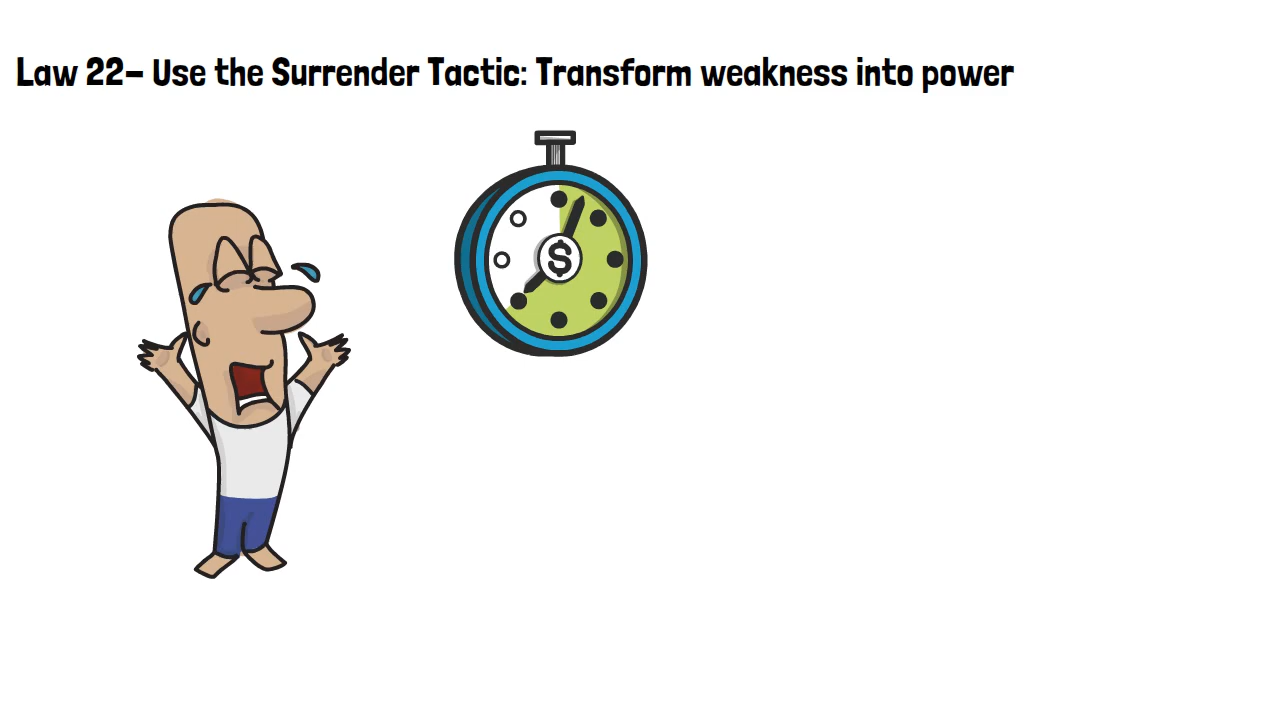 Law 22– Use the Surrender Tactic: Transform weakness into power
$